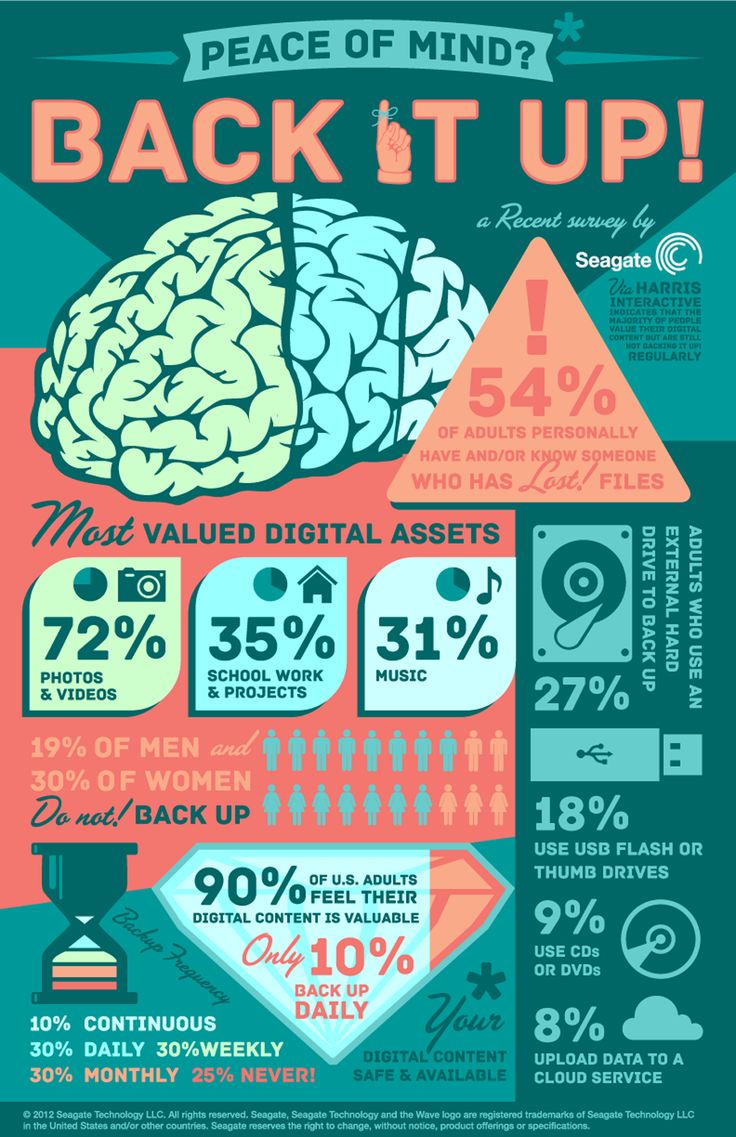 PEACE OF MIND?*
BACK IT UP!
a Recent survey by
Seagate
Via HARRIS
INTERACTIVE
INDICATES THAT THE
MAJORITY OF PEOPLE
VALUE THEIR DIGITAL
CONTENT BUT ARE STILL
NOT BACKING IT UP!
REGULARLY
!
54%
OF ADULTS PERSONALLY
HAVE AND/OR KNOW SOMEONE
WHO HAS Lost! FILES
Most VALUED DIGITAL ASSETS
72%
PHOTOS
& VIDEOS
35%
SCHOOL WORK
& PROJECTS
31%
MUSIC
ADULTS WHO USE AN
EXTERNAL HARD
DRIVE TO BACK UP
27%
19% OF MEN and
30% OF WOMEN
Do not! BACK UP
18%
USE USB FLASH OR
THUMB DRIVES
9%
USE CDs
OR DVDs
8%
UPLOAD DATA TO A
CLOUD SERVICE
90% OF U.S. ADULTS
FEEL THEIR
DIGITAL CONTENT IS VALUABLE
Only 10%
BACK UP
DAILY
Backup Frequency
10% CONTINUOUS
30% DAILY 30%WEEKLY
30% MONTHLY 25% NEVER!
*
Your
DIGITAL CONTENT
SAFE & AVAILABLE
© 2012 Seagate Technology LLC. All rights reserved. Seagate, Seagate Technology and the Wave logo are registered trademarks of Seagate Technology LLC
in the United States and/or other countries. Seagate reserves the right to change, without notice, product offerings or specifications.